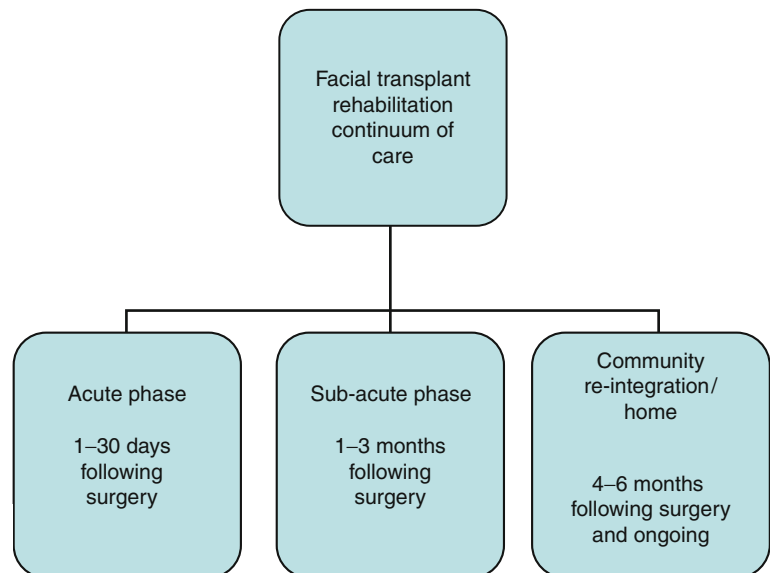 Facial transplant
rehabilitation
continuum of
care
Acute phase
1–30 days
following
surgery
Sub-acute phase
1–3 months
following
surgery
Community
re-integration/
home
4–6 months
following surgery
and ongoing